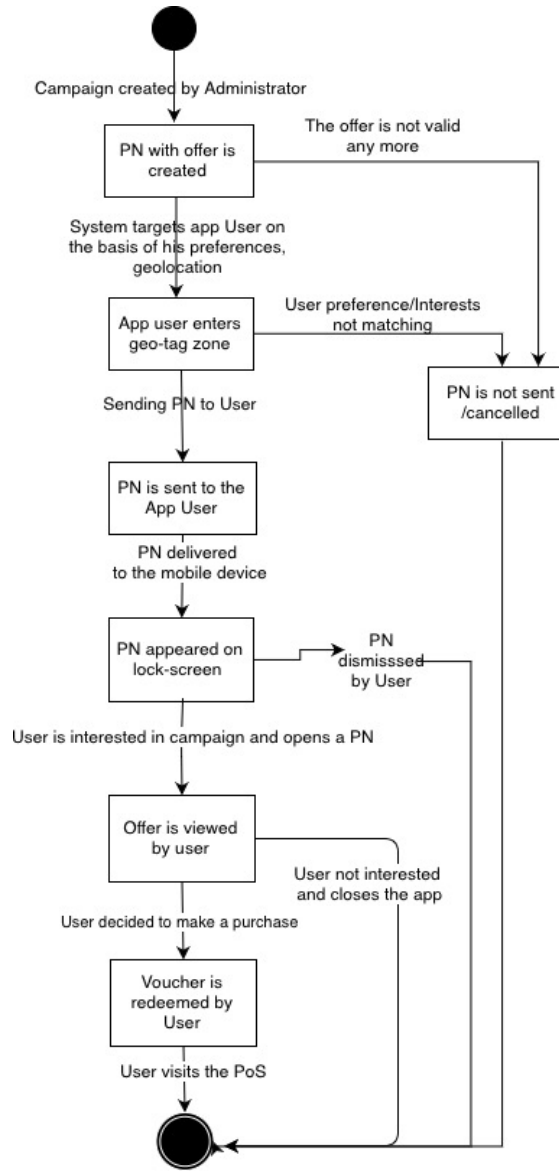 Campaign created by Administrator
PN with offer is
created
The offer is not valid
any more
System targets app User on
the basis of his preferences,
geolocation
App user enters
geo-tag zone
User preference/Interests
not matching
PN is not sent
/cancelled
Sending PN to User
PN is sent to the
App User
PN delivered
to the mobile device
PN appeared on
lock-screen
PN
dismisssed
by User
User is interested in campaign and opens a PN
Offer is viewed
by user
User not interested
and closes the app
User decided to make a purchase
Voucher is
redeemed by
User
User visits the PoS